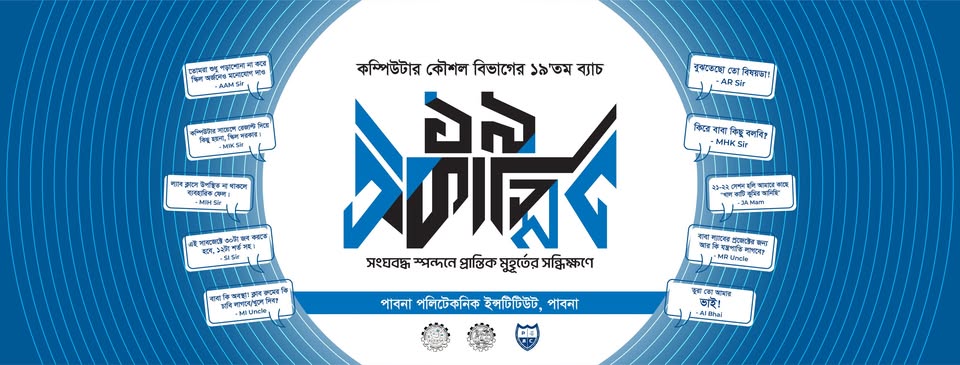 কম্পিউটার কৌশল বিভাগের ১৯'তম ব্যাচ
১৯
সংঘবদ্ধ স্পন্দনে প্রান্তিক মুহূর্তের সন্ধিক্ষণে
পাবনা পলিটেকনিক ইন্সটিটিউট, পাবনা
তোমরা শুধু পড়াশোনা না করে
স্কিল অর্জনেও মনোযোগ দাও
- AAM Sir
কম্পিউটার সায়েন্সে রেজাল্ট দিয়ে
কিছু হয়না, স্কিল দরকার।
- MIK Sir
ল্যাব ক্লাসে উপস্থিত না থাকলে
ব্যবহারিক ফেল।
- MIH Sir
এই সাবজেক্টে ৩০টা জব করতে
হবে, ১২টা শর্ত সহ।
- SI Sir
বাবা কি অবস্থা! ক্লাব রুমের কি
চাবি লাগবে/খুলে দিব?
- MI Uncle
বুঝতেছো তো বিষয়ডা!
- AR Sir
কিরে বাবা কিছু বলবি?
- MHK Sir
২১-২২ সেশন হলি আমারে কাছে
"খাল কাটি কুমির আনিছি"
- JA Mam
বাবা ল্যাবের প্রজেক্টের জন্য
আর কি যন্ত্রপাতি লাগবে?
- MR Uncle
তুরা তো আমার
ভাই!
- AI Bhai